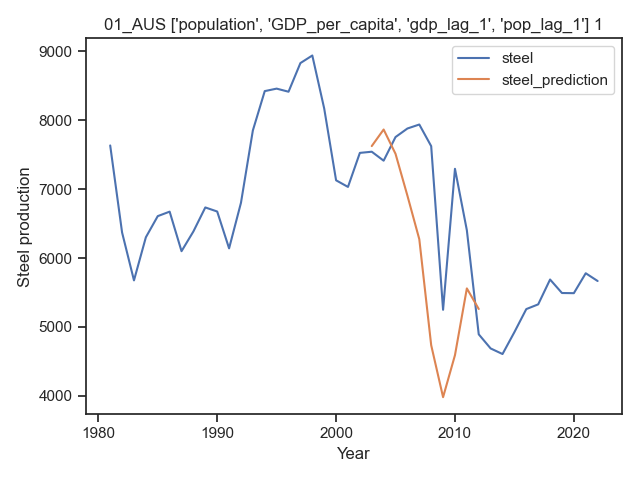 01_AUS ['population', 'GDP_per_capita', 'gdp_lag_1', 'pop_lag_1'] 1
steel
steel_prediction
9000
8000
7000
6000
5000
4000
Steel production
1980
1990
2000
2010
2020
Year